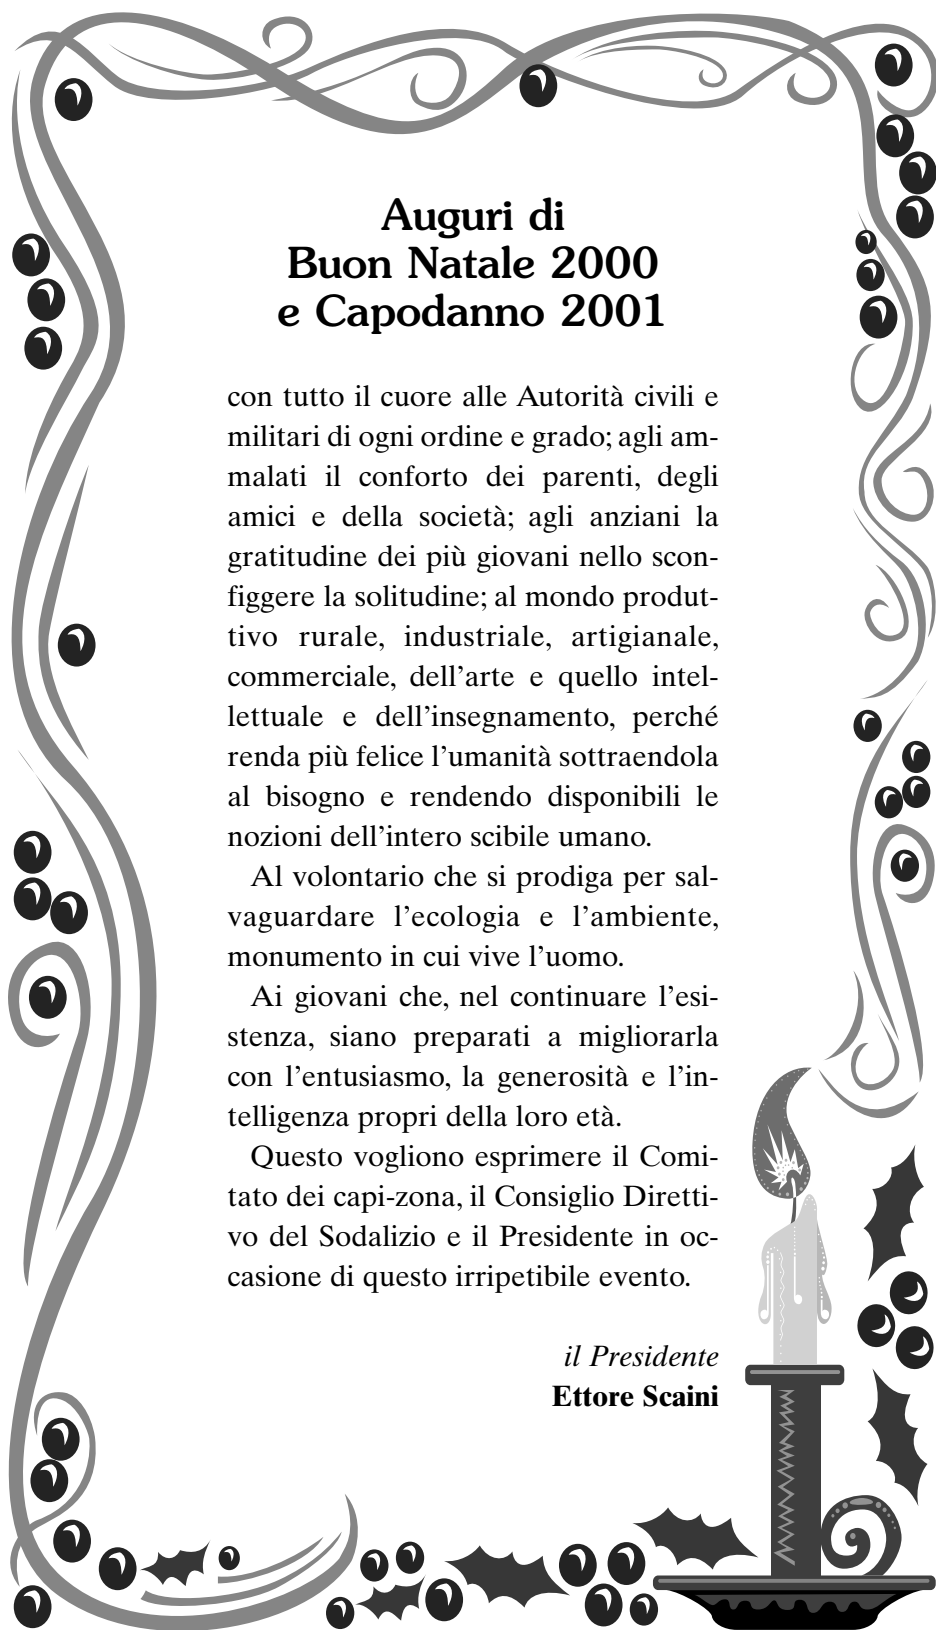 Auguri di
Buon Natale 2000
e Capodanno 2001
con tutto il cuore alle Autorità civili e
militari di ogni ordine e grado; agli am-
malati il conforto dei parenti, degli
amici e della società; agli anziani la
gratitudine dei più giovani nello scon-
figgere la solitudine; al mondo produt-
tivo rurale, industriale, artigianale,
commerciale, dell’arte e quello intel-
lettuale e dell’insegnamento, perché
renda più felice l’umanità sottraendola
al bisogno e rendendo disponibili le
nozioni dell’intero scibile umano.
Al volontario che si prodiga per sal-
vaguardare l’ecologia e l’ambiente,
monumento in cui vive l’uomo.
Ai giovani che, nel continuare l’esi-
stenza, siano preparati a migliorarla
con l’entusiasmo, la generosità e l’in-
telligenza propri della loro età.
Questo vogliono esprimere il Comi-
tato dei capi-zona, il Consiglio Diretti-
vo del Sodalizio e il Presidente in oc-
casione di questo irripetibile evento.
il Presidente
Ettore Scaini